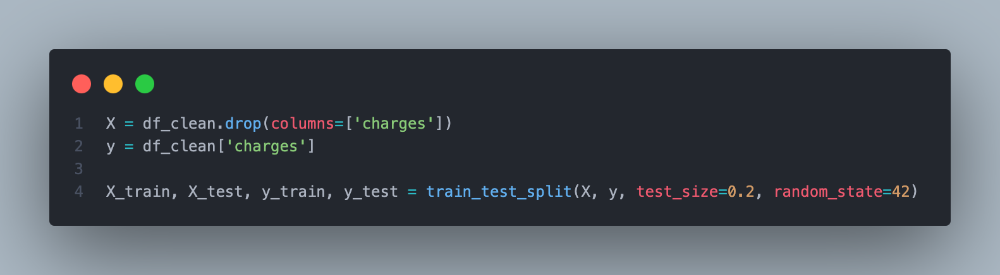 1 X = df_clean.drop(columns=['charges'])
2 y = df_clean['charges']
3
4 X_train, X_test, y_train, y_test = train_test_split(X, y, test_size=0.2, random_state=42)